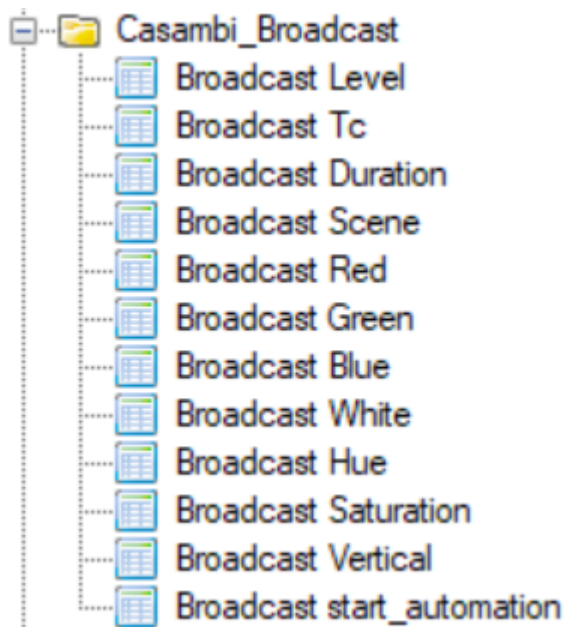 Casambi_Broadcast
Broadcast Level
Broadcast Tc
Broadcast Duration
Broadcast Scene
Broadcast Red
Broadcast Green
Broadcast Blue
Broadcast White
Broadcast Hue
Broadcast Saturation
Broadcast Vertical
Broadcast start_automation